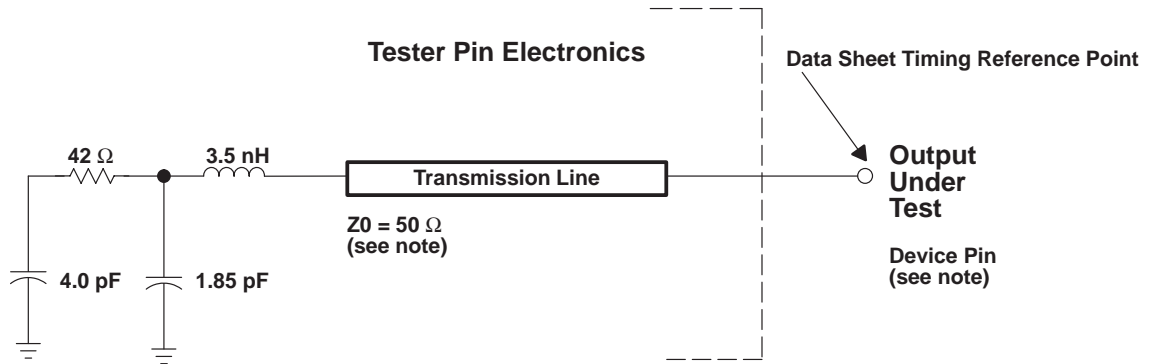 Tester Pin Electronics
Data Sheet Timing Reference Point
42 Ω
3.5 nH
Transmission Line
Output
Under
Test
Z0 = 50 Ω
(see note)
Device Pin
(see note)
4.0 pF
1.85 pF